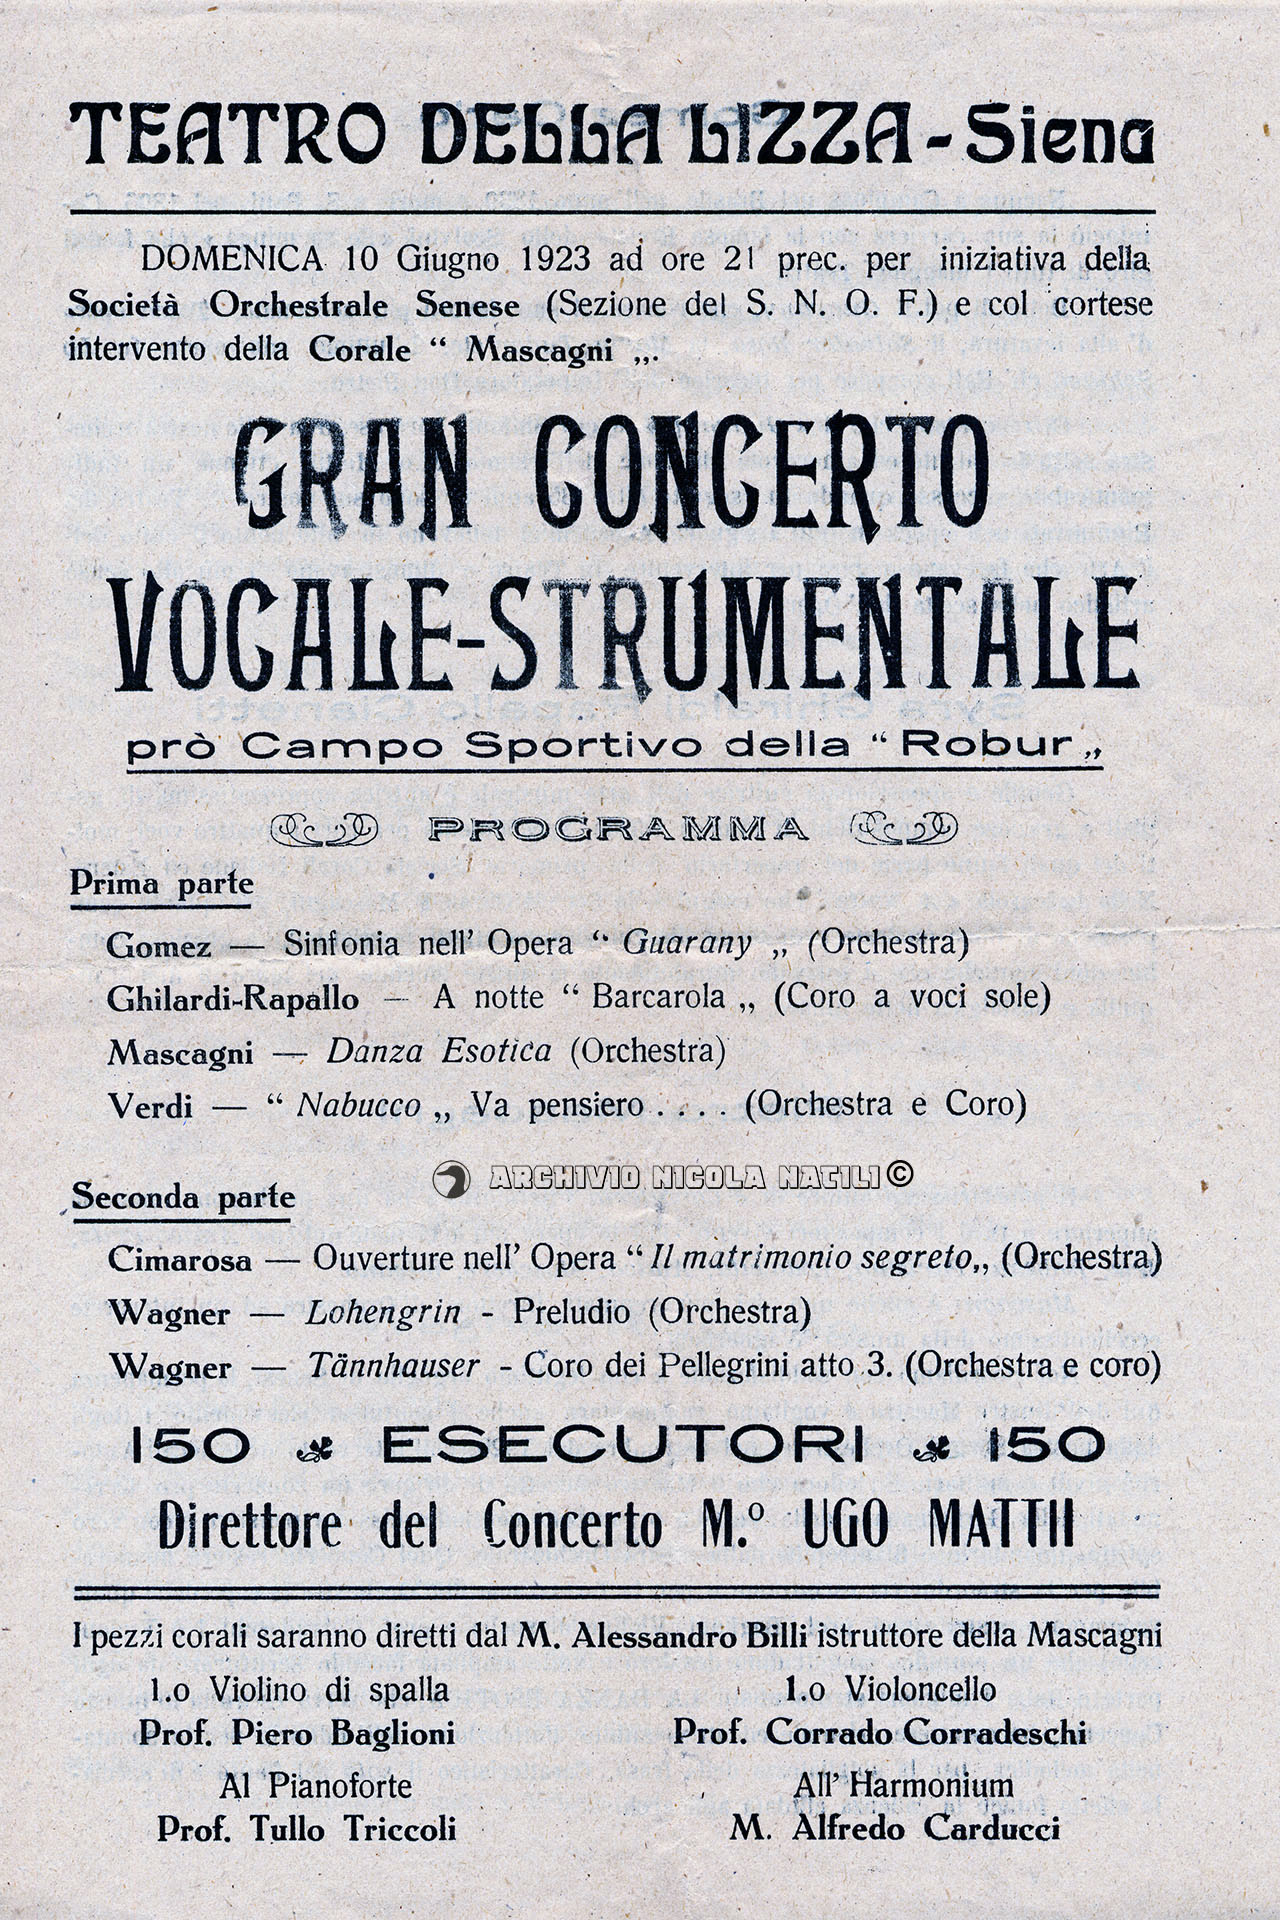 TEATRO DELLA LIZZA - Siena
DOMENICA 10 Giugno 1923 ad ore 21 prec. per iniziativa della
Società Orchestrale Senese (Sezione del S. N. O. F.) e col cortese
intervento della Corale “ Mascagni „.
GRAN CONCERTO
VOCALE-STRUMENTALE
prò Campo Sportivo della “ Robur „
PROGRAMMA
Prima parte
Gomez — Sinfonia nell' Opera “ Guarany „ (Orchestra)
Ghilardi-Rapallo — A notte “ Barcarola „ (Coro a voci sole)
Mascagni — Danza Esotica (Orchestra)
Verdi — “ Nabucco „ Va pensiero . . . . (Orchestra e Coro)
ARCHIVIO NICOLA NATILI ©
Seconda parte
Cimarosa — Ouverture nell' Opera “ Il matrimonio segreto„ (Orchestra)
Wagner — Lohengrin - Preludio (Orchestra)
Wagner — Tännhauser - Coro dei Pellegrini atto 3. (Orchestra e coro)
150 ESECUTORI 150
Direttore del Concerto M.º UGO MATTII
I pezzi corali saranno diretti dal M. Alessandro Billi istruttore della Mascagni
1.o Violino di spalla
Prof. Piero Baglioni
1.o Violoncello
Prof. Corrado Corradeschi
Al Pianoforte
Prof. Tullo Triccoli
All' Harmonium
M. Alfredo Carducci